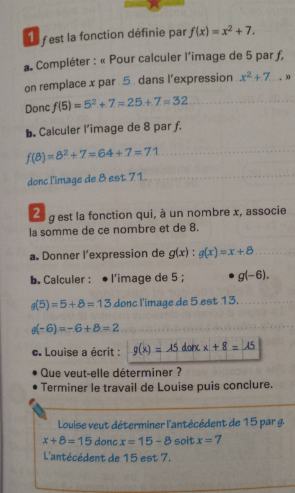 1 f est la fonction définie par f(x) = x² + 7.
a. Compléter : « Pour calculer l'image de 5 par f,
on remplace x par 5 dans l'expression x² + 7 . »
Donc f(5) = 5² + 7 = 25 + 7 = 32
b. Calculer l'image de 8 par f.
f(8) = 8² + 7 = 64 + 7 = 71
donc l'image de 8 est 71.
2 g est la fonction qui, à un nombre x, associe
la somme de ce nombre et de 8.
a. Donner l'expression de g(x) : g(x) = x + 8
b. Calculer : • l'image de 5 ; • g(−6).
g(5) = 5 + 8 = 13 donc l'image de 5 est 13.
g(−6) = −6 + 8 = 2
c. Louise a écrit : g(x) = 15 donc x + 8 = 15
• Que veut-elle déterminer ?
• Terminer le travail de Louise puis conclure.
Louise veut déterminer l'antécédent de 15 par g.
x + 8 = 15 donc x = 15 − 8 soit x = 7
L'antécédent de 15 est 7.